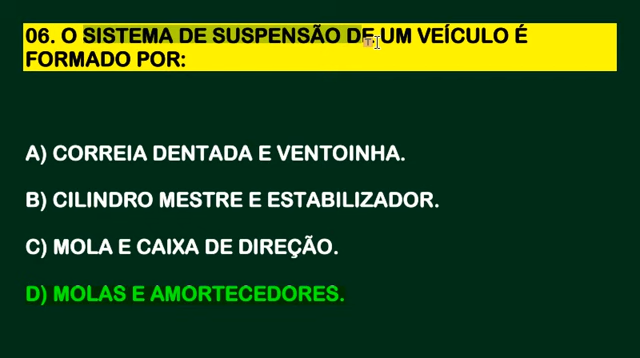 06. O SISTEMA DE SUSPENSÃO DE UM VEÍCULO É
FORMADO POR:
A) CORREIA DENTADA E VENTOINHA.
B) CILINDRO MESTRE E ESTABILIZADOR.
C) MOLA E CAIXA DE DIREÇÃO.
D) MOLAS E AMORTECEDORES.